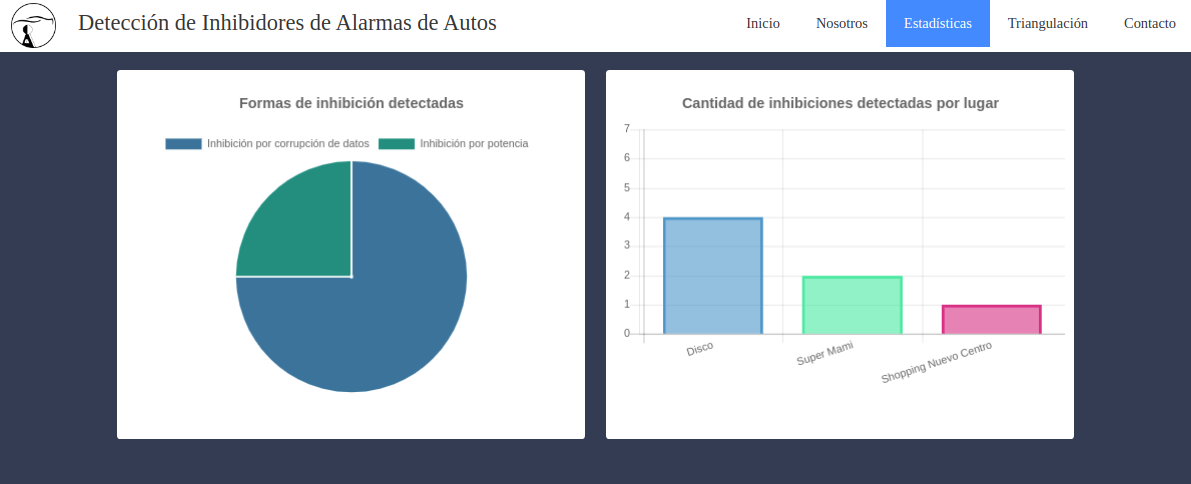 Detección de Inhibidores de Alarmas de Autos
Inicio
Nosotros
Estadísticas
Triangulación
Contacto
Formas de inhibición detectadas
Inhibición por corrupción de datos
Inhibición por potencia
Cantidad de inhibiciones detectadas por lugar
7
6
5
4
3
2
1
0
Disco
Super Mami
Shopping Nuevo Centro